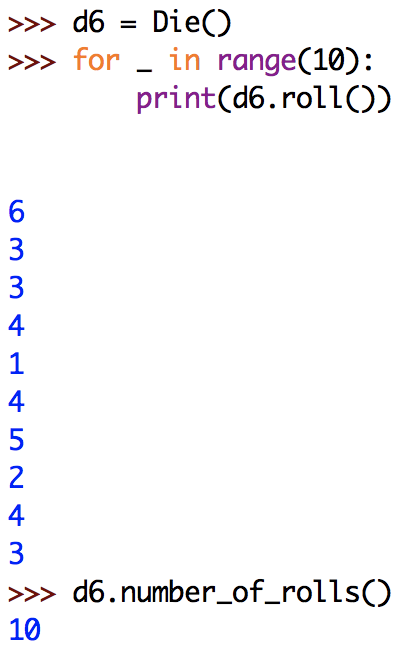 >>> d6 = Die()
>>> for _ in range(10):
        print(d6.roll())
6
3
3
4
1
4
5
2
4
3
>>> d6.number_of_rolls()
10